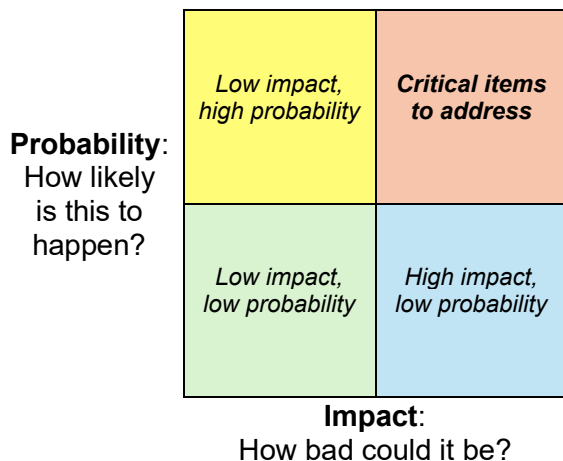 Low impact,
high probability
Critical items
to address
Probability:
How likely
is this to
happen?
Low impact,
low probability
High impact,
low probability
Impact:
How bad could it be?